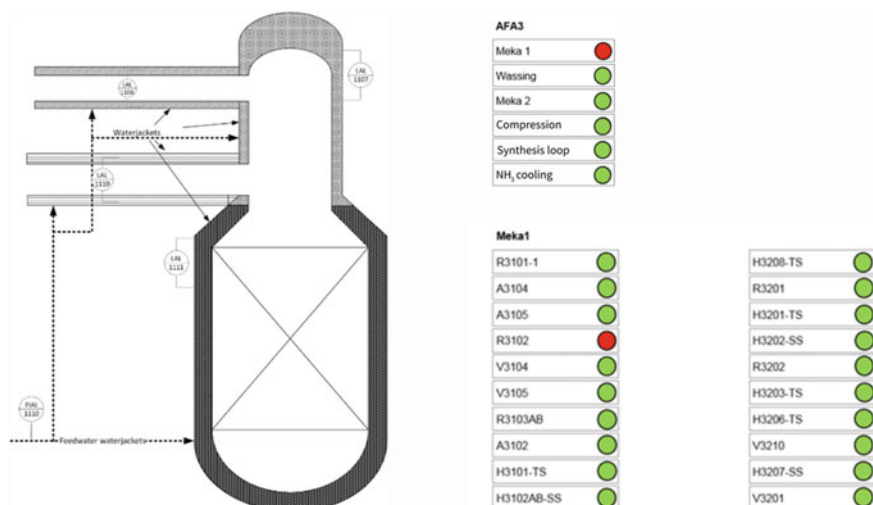 LAL
1107
LAL
1106
Waterjackets
LAL
1110
LAL
1111
FIAL
1110
Feedwater waterjackets
AFA3
Meka 1
Wassing
Meka 2
Compression
Synthesis loop
NH₃ cooling
Meka1
R3101-1
A3104
A3105
R3102
V3104
V3105
R3103AB
A3102
H3101-TS
H3102AB-SS
H3208-TS
R3201
H3201-TS
H3202-SS
R3202
H3203-TS
H3206-TS
V3210
H3207-SS
V3201